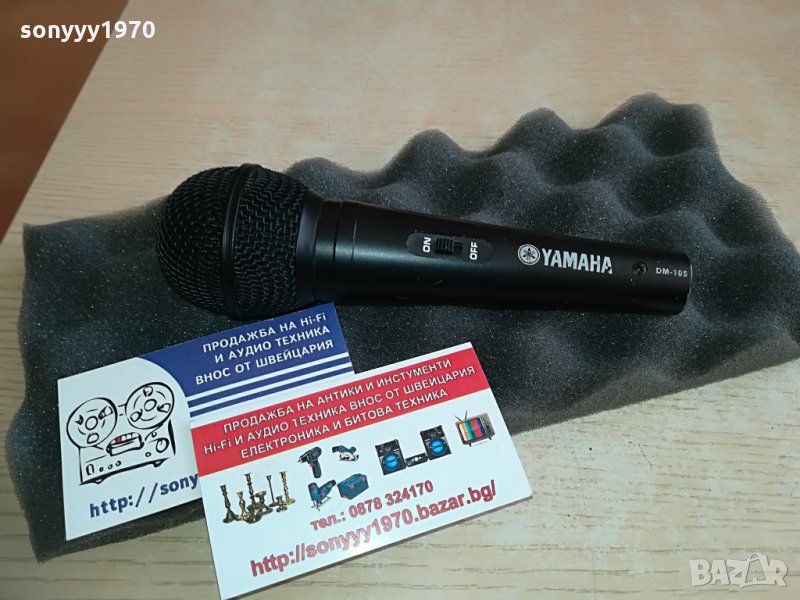 sonyyy1970
ON
OFF
YAMAHA
DM-105
ПРОДАЖБА НА Hi-Fi
И АУДИО ТЕХНИКА
ВНОС ОТ ШВЕЙЦАРИЯ
http://sony
ПРОДАЖБА НА АНТИКИ И ИНСТУМЕНТИ
Hi-Fi И АУДИО ТЕХНИКА ВНОС ОТ ШВЕЙЦАРИЯ
ЕЛЕКТРОНИКА И БИТОВА ТЕХНИКА
тел.: 0878 324170
http://sonyyy1970.bazar.bg/
BAZAR